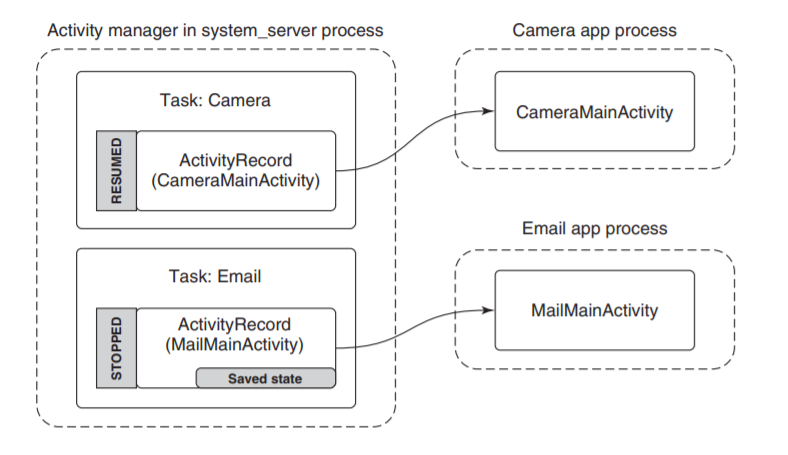 Activity manager in system_server process
Task: Camera
RESUMED
ActivityRecord
(CameraMainActivity)
Task: Email
STOPPED
ActivityRecord
(MailMainActivity)
Saved state
Camera app process
CameraMainActivity
Email app process
MailMainActivity